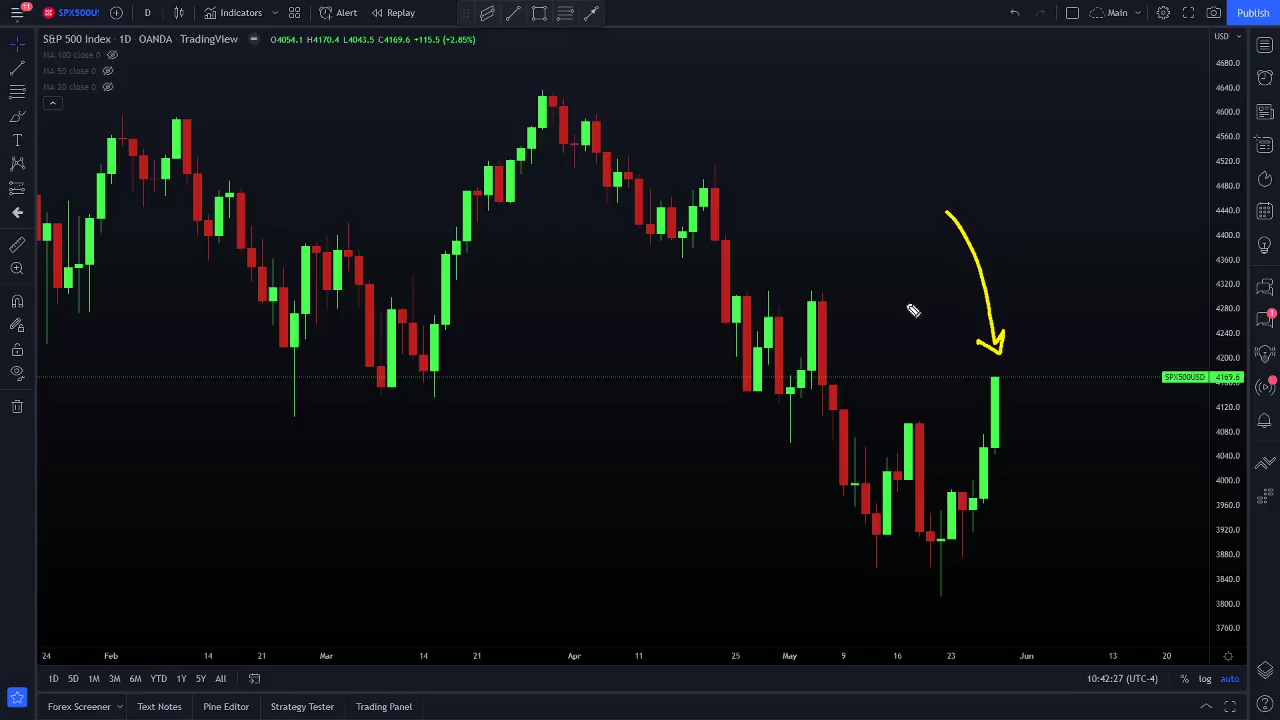 11
SPX500U
D
Indicators
Alert
Replay
Main
Publish
S&P 500 Index · 1D · OANDA · TradingView
O4054.1 H4170.4 L4043.5 C4169.6 +115.5 (+2.85%)
USD
MA 100 close 0
MA 50 close 0
MA 20 close 0
4680.0
4640.0
4600.0
4560.0
4520.0
4480.0
4440.0
4400.0
4360.0
4320.0
4280.0
4240.0
4200.0
SPX500USD 4169.6
4120.0
4080.0
4040.0
4000.0
3960.0
3920.0
3880.0
3840.0
3800.0
3760.0
1
24 Feb 14 21 Mar 14 21 Apr 11 25 May 9 16 23 Jun 13 20
1D 5D 1M 3M 6M YTD 1Y 5Y All
10:42:27 (UTC-4) % log auto
Forex Screener Text Notes Pine Editor Strategy Tester Trading Panel